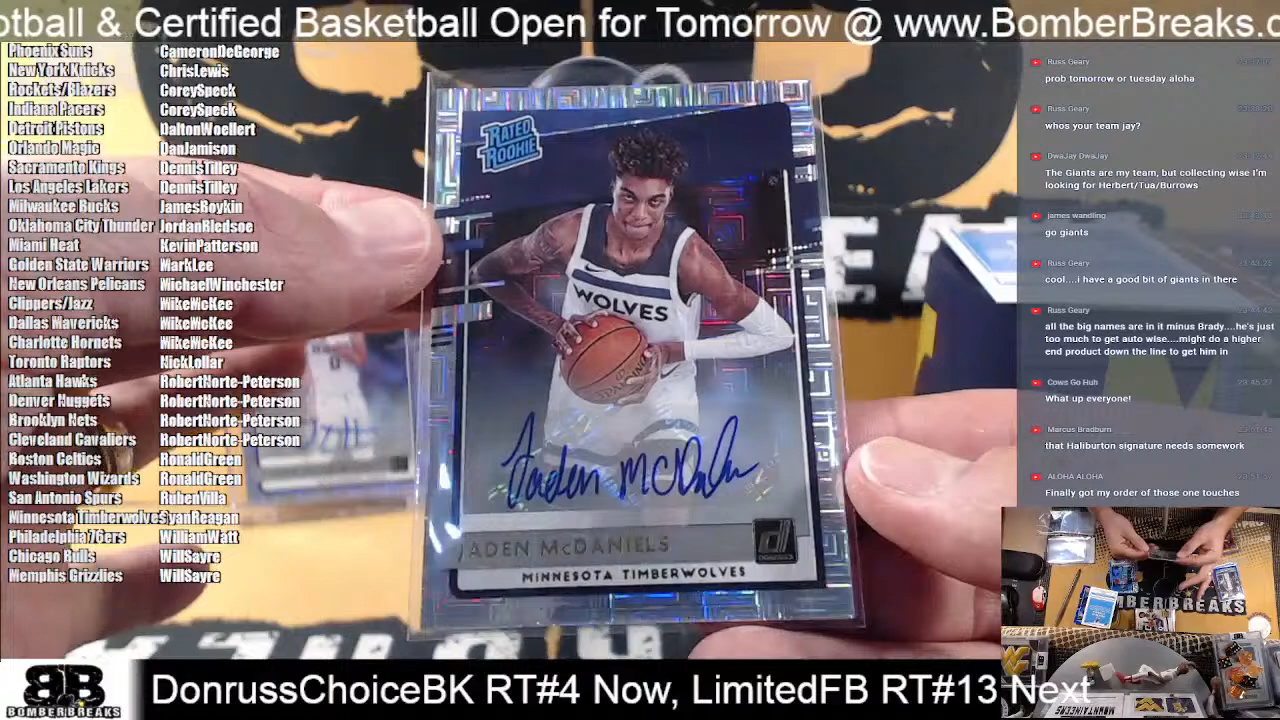 otball & Certified Basketball Open for Tomorrow @ www.BomberBreaks.c
Phoenix Suns CameronDeGeorge
New York Knicks ChrisLewis
Rockets/Blazers CoreySpeck
Indiana Pacers CoreySpeck
Detroit Pistons DaltonWoellert
Orlando Magic DanJamison
Sacramento Kings DennisTilley
Los Angeles Lakers DennisTilley
Milwaukee Bucks JamesBoykin
Oklahoma City Thunder JordanBledsoe
Miami Heat KevinPatterson
Golden State Warriors MarkLee
New Orleans Pelicans MichaelWinchester
Clippers/Jazz MikeMcKee
Dallas Mavericks MikeMcKee
Charlotte Hornets MikeMcKee
Toronto Raptors NickLollar
Atlanta Hawks RobertNorte-Peterson
Denver Nuggets RobertNorte-Peterson
Brooklyn Nets RobertNorte-Peterson
Cleveland Cavaliers RobertNorte-Peterson
Boston Celtics RonaldGreen
Washington Wizards RonaldGreen
San Antonio Spurs RubenVilla
Minnesota Timberwolves RyanReagan
Philadelphia 76ers WilliamWatt
Chicago Bulls WillSayre
Memphis Grizzlies WillSayre
RATED
ROOKIE
WOLVES
SPALDING
Jaden McDan
JADEN McDANIELS
DONRUSS
MINNESOTA TIMBERWOLVES
Russ Geary
prob tomorrow or tuesday aloha
Russ Geary
whos your team jay?
DwaJay DwaJay
The Giants are my team, but collecting wise I'm
looking for Herbert/Tua/Burrows
james wandling
go giants
Russ Geary
cool....i have a good bit of giants in there
Russ Geary
all the big names are in it minus Brady....he's just
too much to get auto wise....might do a higher
end product down the line to get him in
Cows Go Huh
What up everyone!
Marcus Bradburn
that Haliburton signature needs somework
ALOHA ALOHA
Finally got my order of those one touches
BOMBERBREAKS
MOUNTAINEERS
BB
BOMBERBREAKS
DonrussChoiceBK RT#4 Now, LimitedFB RT#13 Next